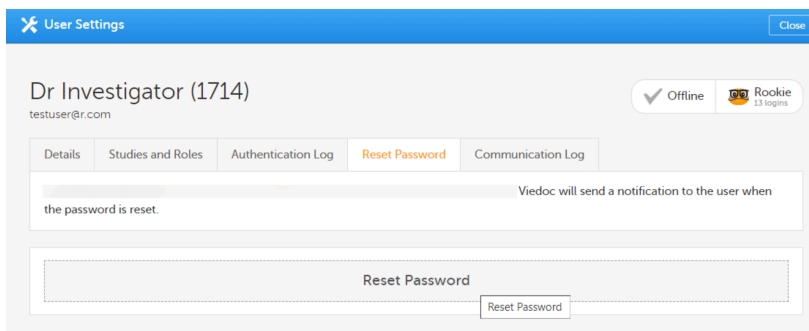 User Settings
Close
Dr Investigator (1714)
testuser@r.com
Offline
Rookie
13 logins
Details
Studies and Roles
Authentication Log
Reset Password
Communication Log
Viedoc will send a notification to the user when
the password is reset.
Reset Password
Reset Password